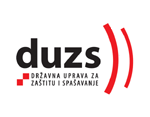 duzs
DRŽAVNA UPRAVA ZA
ZAŠTITU I SPAŠAVANJE